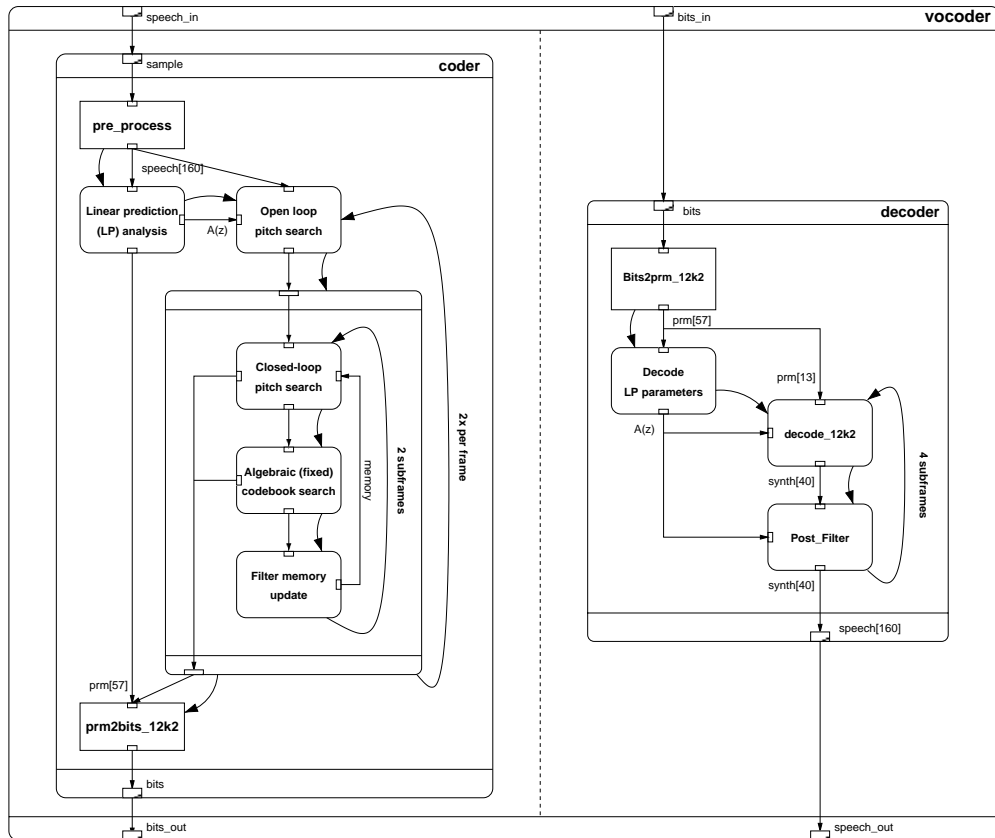 speech_in
bits_in
vocoder
sample
coder
pre_process
speech[160]
Linear prediction
(LP) analysis
A(z)
Open loop
pitch search
Closed-loop
pitch search
Algebraic (fixed)
codebook search
Filter memory
update
memory
2 subframes
2x per frame
prm[57]
prm2bits_12k2
bits
bits_out
bits
decoder
Bits2prm_12k2
prm[57]
Decode
LP parameters
prm[13]
A(z)
decode_12k2
synth[40]
4 subframes
Post_Filter
synth[40]
speech[160]
speech_out